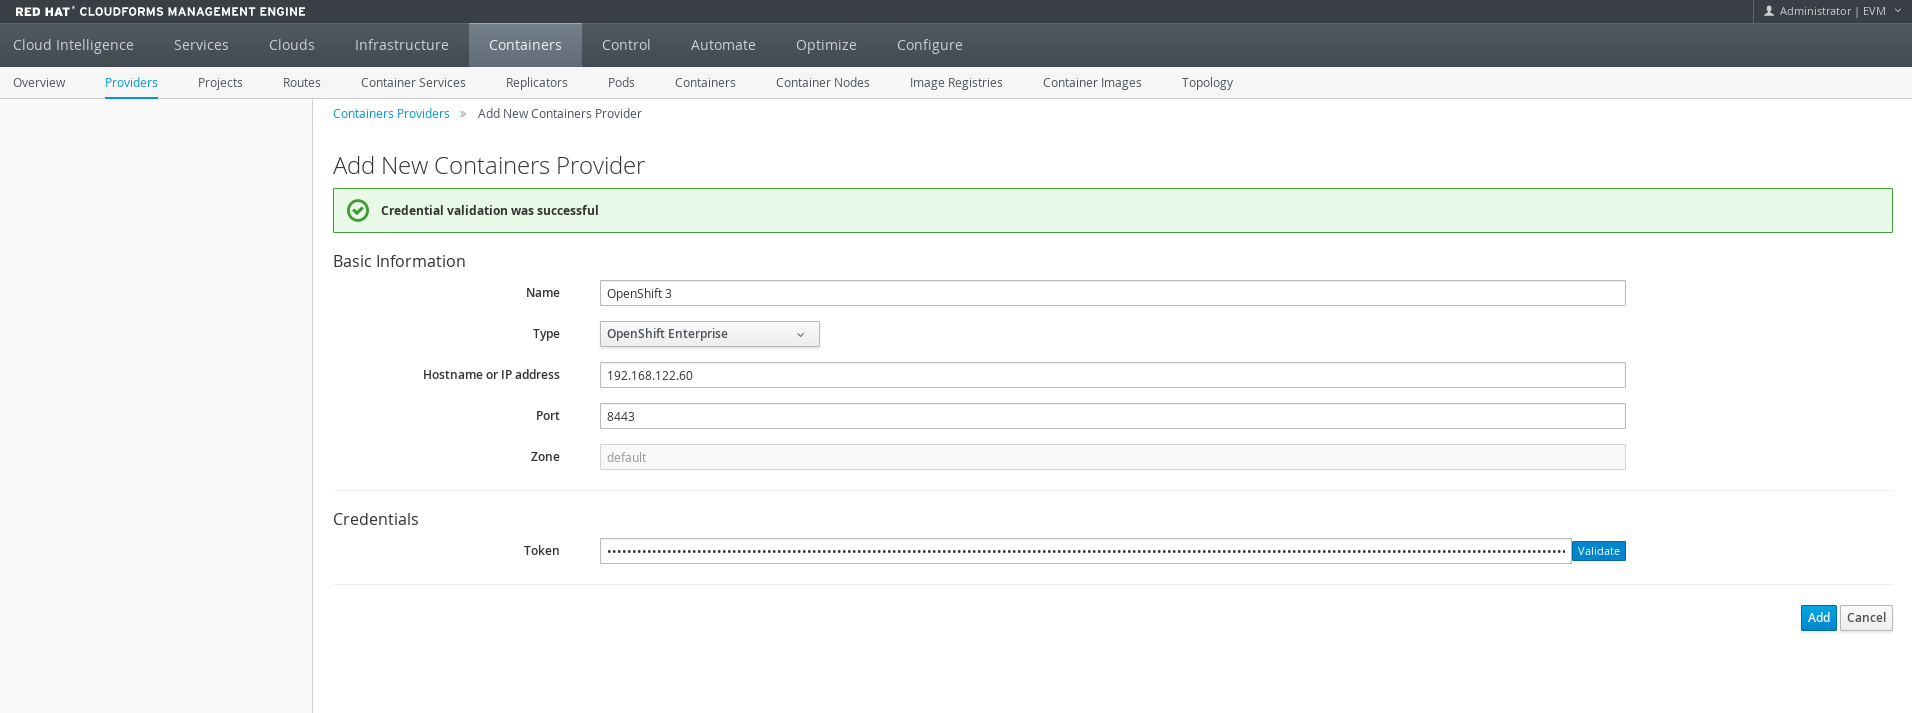 RED HAT® CLOUDFORMS MANAGEMENT ENGINE
Administrator | EVM
Cloud Intelligence Services Clouds Infrastructure Containers Control Automate Optimize Configure
Overview Providers Projects Routes Container Services Replicators Pods Containers Container Nodes Image Registries Container Images Topology
Containers Providers » Add New Containers Provider
Add New Containers Provider
Credential validation was successful
Basic Information
Name OpenShift 3
Type OpenShift Enterprise
Hostname or IP address 192.168.122.60
Port 8443
Zone default
Credentials
Token Validate
Add Cancel